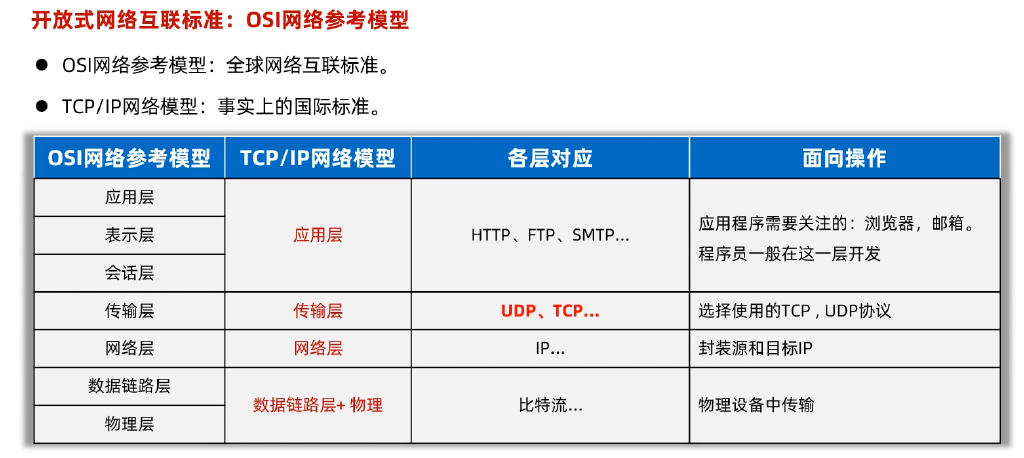 开放式网络互联标准：OSI网络参考模型
● OSI网络参考模型：全球网络互联标准。
● TCP/IP网络模型：事实上的国际标准。
OSI网络参考模型 TCP/IP网络模型 各层对应 面向操作
应用层
表示层
会话层
应用层
HTTP、FTP、SMTP...
应用程序需要关注的：浏览器，邮箱。
程序员一般在这一层开发
传输层 传输层 UDP、TCP... 选择使用的TCP , UDP协议
网络层 网络层 IP... 封装源和目标IP
数据链路层
物理层
数据链路层+ 物理
比特流...
物理设备中传输